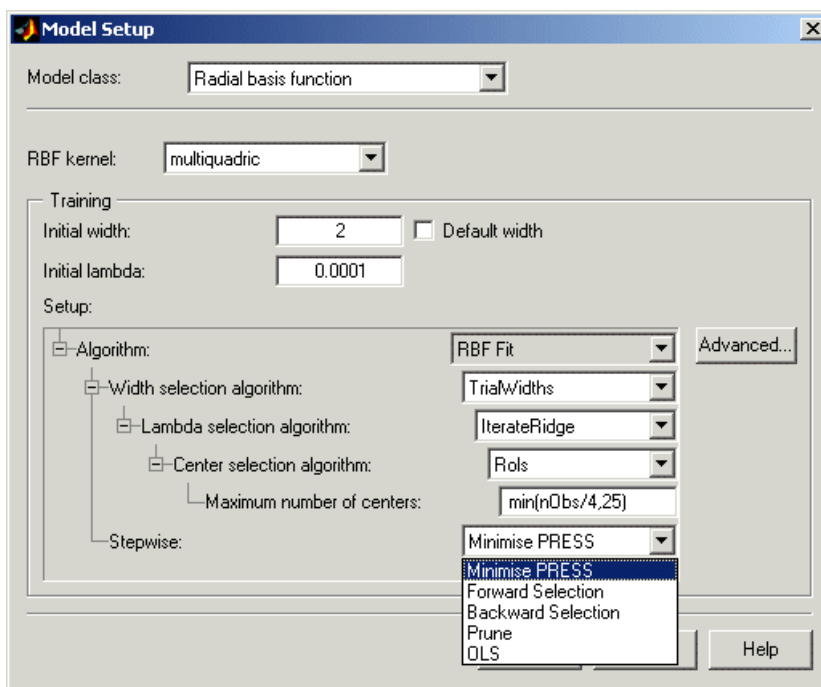 Model Setup
Model class: Radial basis function
RBF kernel: multiquadric
Training
Initial width: 2 Default width
Initial lambda: 0.0001
Setup:
Algorithm: RBF Fit Advanced...
Width selection algorithm: TrialWidths
Lambda selection algorithm: IterateRidge
Center selection algorithm: Rols
Maximum number of centers: min(nObs/4,25)
Stepwise: Minimise PRESS
Minimise PRESS
Forward Selection
Backward Selection
Prune
OLS
Help